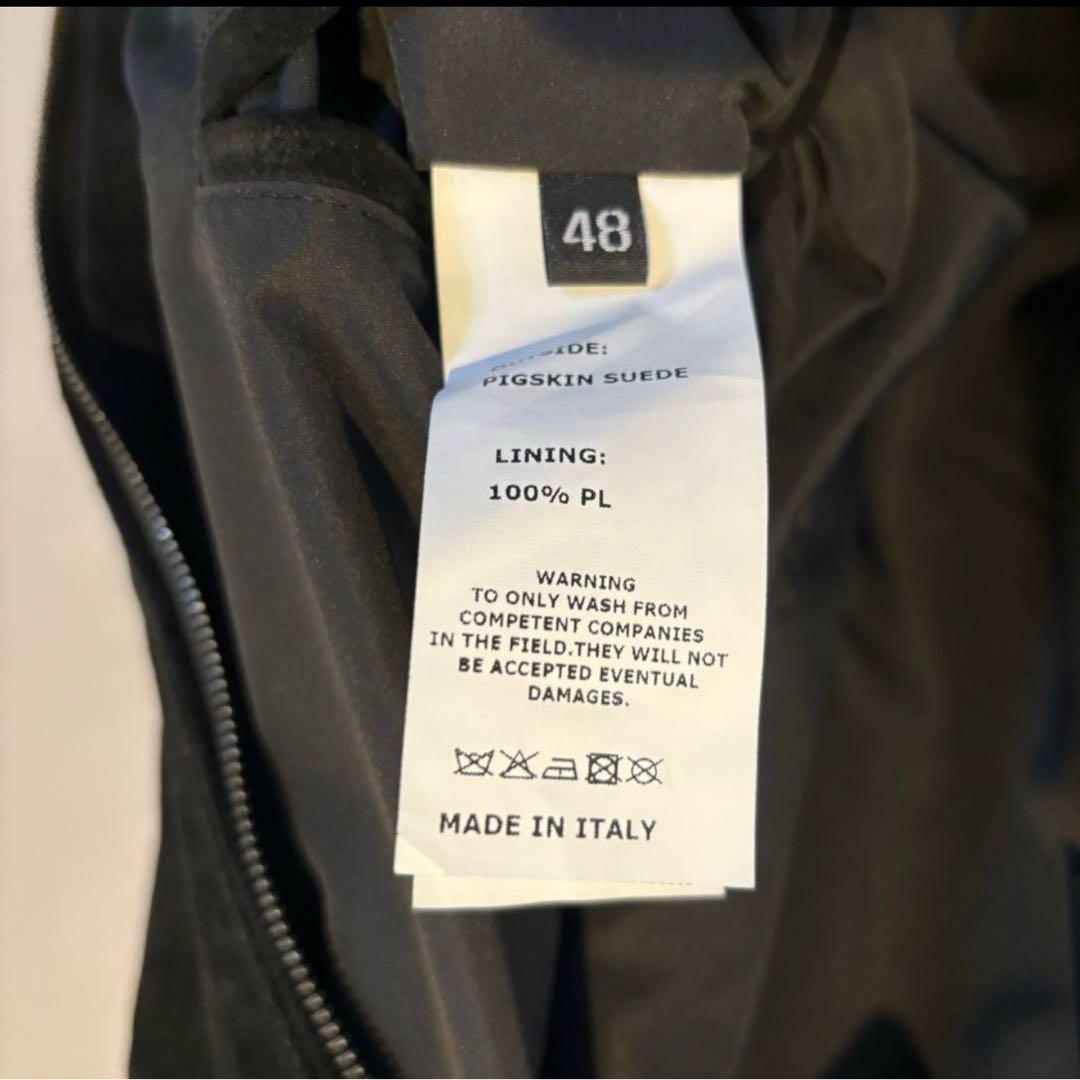 48
OUTSIDE:
PIGSKIN SUEDE
LINING:
100% PL
WARNING
TO ONLY WASH FROM
COMPETENT COMPANIES
IN THE FIELD.THEY WILL NOT
BE ACCEPTED EVENTUAL
DAMAGES.
MADE IN ITALY